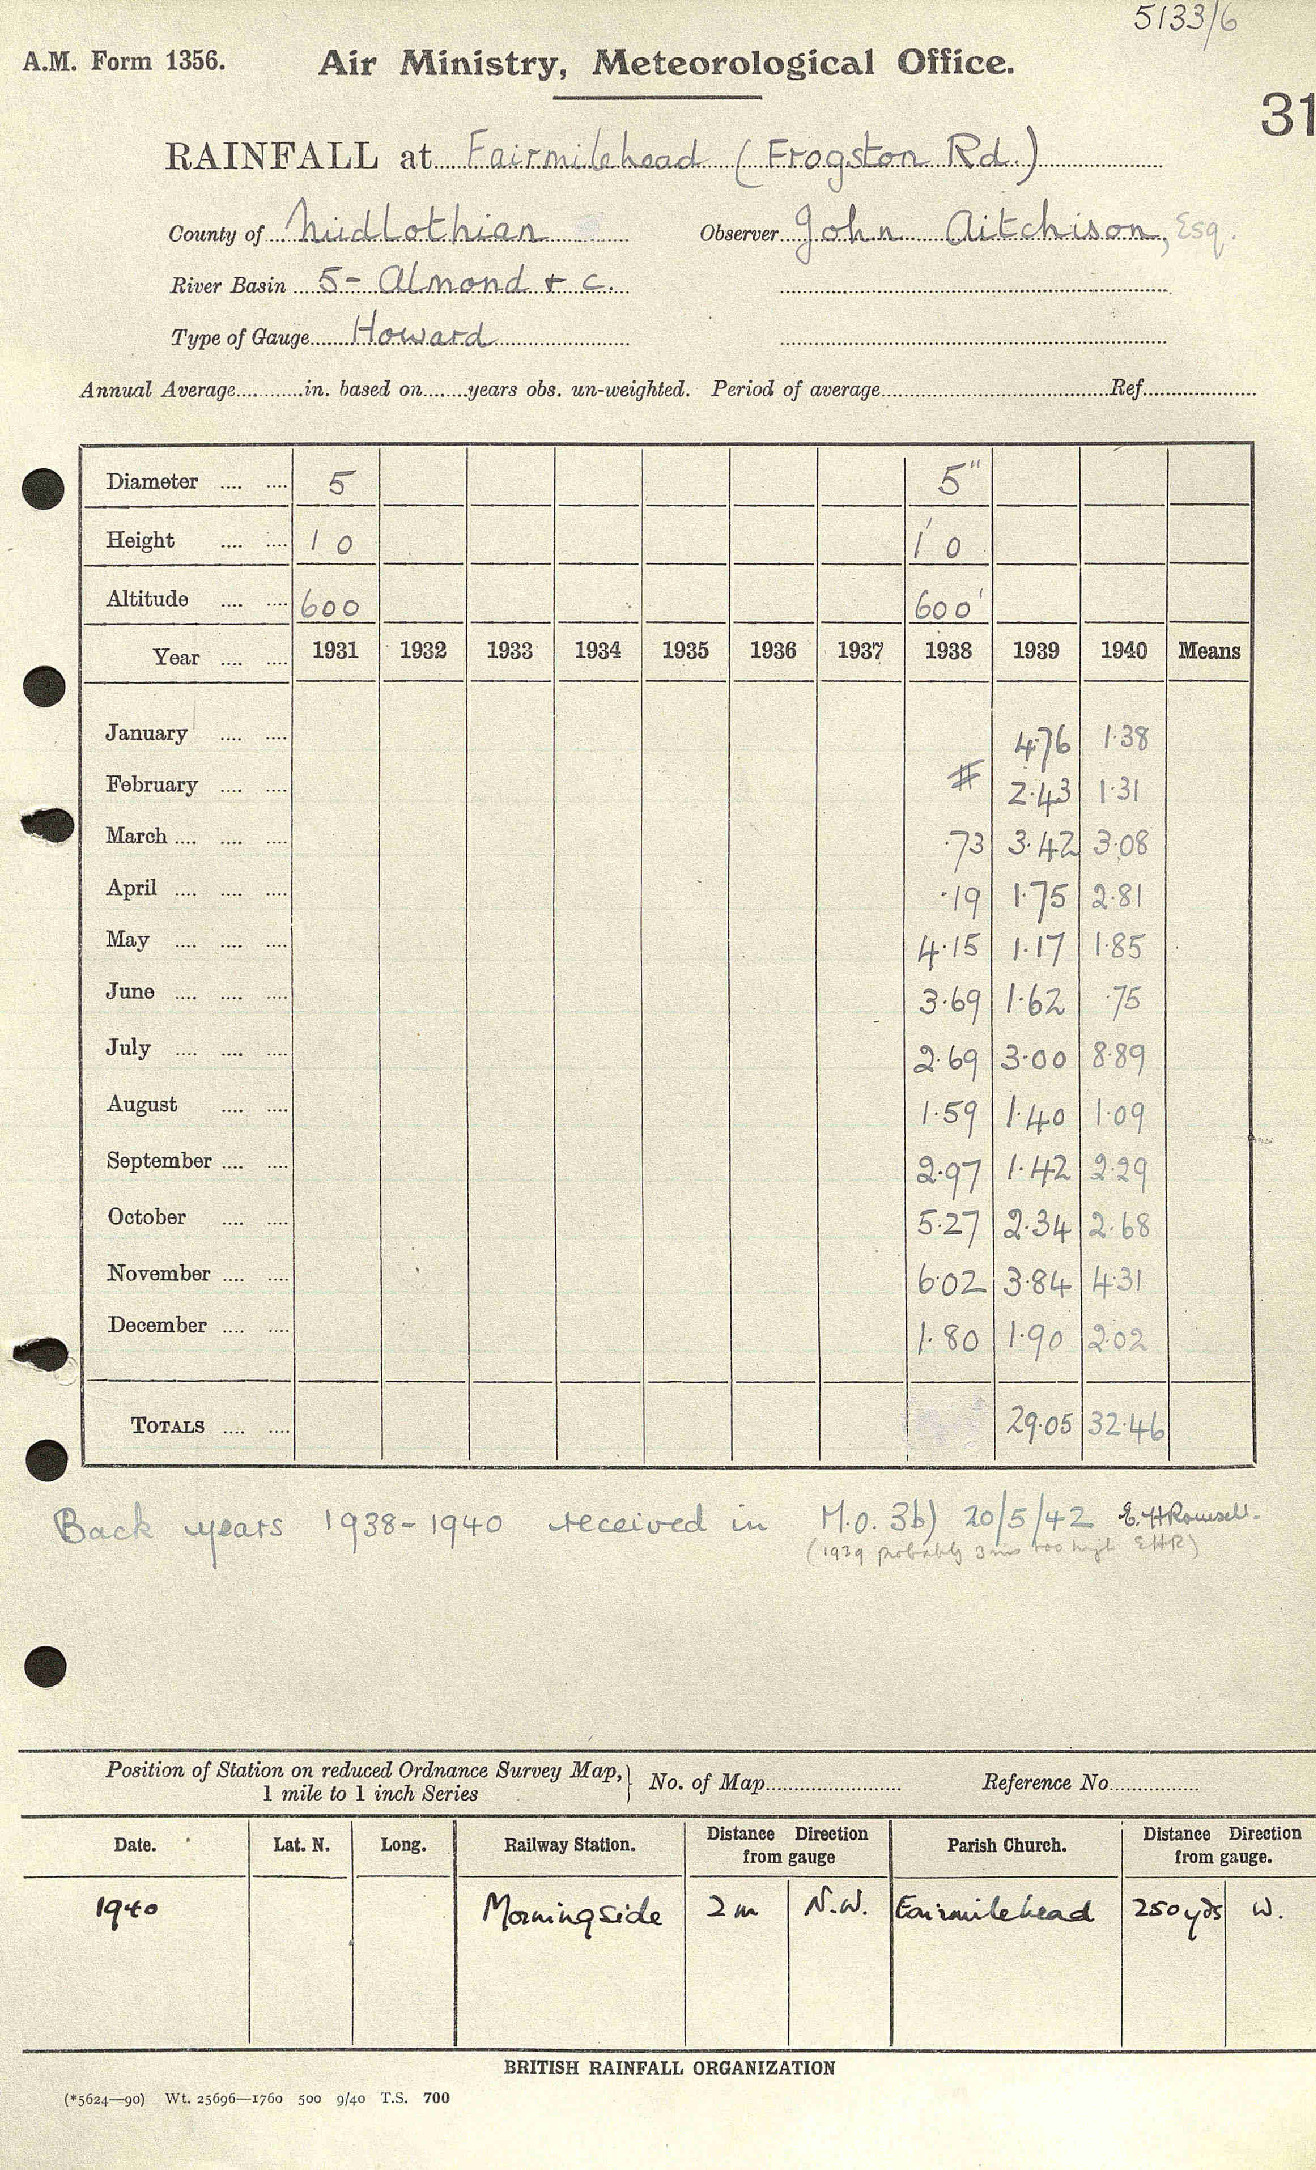 5133/6
A.M. Form 1356. Air Ministry, Meteorological Office.
31
RAINFALL at Fairmilehead (Frogston Rd.)
County of Midlothian Observer John Aitchison, Esq.
River Basin 5- Almond & c.
Type of Gauge Howard
Annual Average............in. based on.......years obs. un-weighted. Period of average..........Ref..........
Diameter .... .... 5 5"
Height .... .... 1 0 1' 0
Altitude .... .... 600 600'
Year .... .... 1931 1932 1933 1934 1935 1936 1937 1938 1939 1940 Means
January .... .... 4.76 1.38
February .... .... # 2.43 1.31
March .... .... .... .73 3.42 3.08
April .... .... .... .19 1.75 2.81
May .... .... .... 4.15 1.17 1.85
June .... .... .... 3.69 1.62 .75
July .... .... .... 2.69 3.00 8.89
August .... .... 1.59 1.40 1.09
September .... .... 2.97 1.42 2.29
October .... .... 5.27 2.34 2.68
November .... .... 6.02 3.84 4.31
December .... .... 1.80 1.90 2.02
TOTALS .... .... 29.05 32.46
Back years 1938-1940 received in M.O. 3b) 20/5/42 E.H.Rowsell.
(1939 probably 3 ins too high EHR)
Position of Station on reduced Ordnance Survey Map,} No. of Map.......... Reference No..........
1 mile to 1 inch Series
Date. Lat. N. Long. Railway Station. Distance Direction from gauge Parish Church. Distance Direction from gauge.
1940 Morningside 2 m N.W. Fairmilehead 250 yds W.
BRITISH RAINFALL ORGANIZATION
(*5624—90) Wt. 25696—1760 500 9/40 T.S. 700